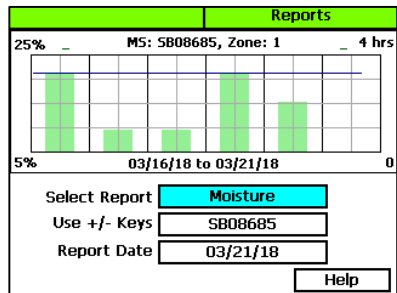 Reports
25% _ MS: SB08685, Zone: 1 _ 4 hrs
5% 03/16/18 to 03/21/18 0
Select Report Moisture
Use +/- Keys SB08685
Report Date 03/21/18
Help